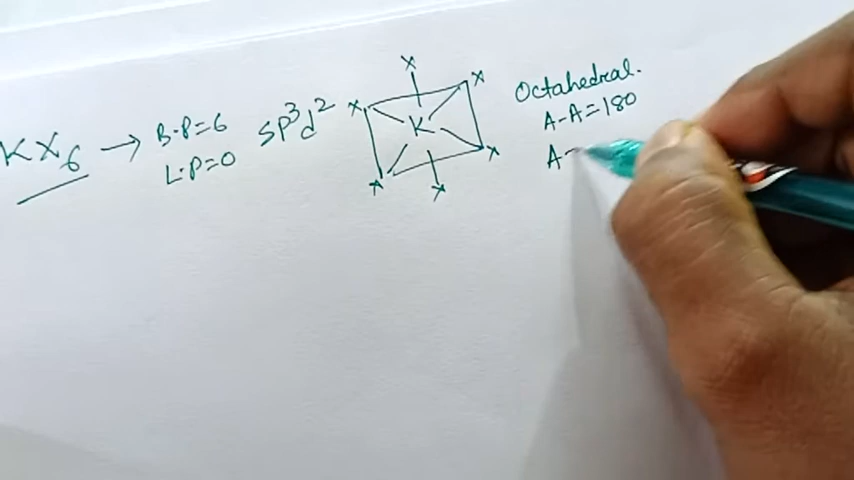 KX6 → B.P=6 sp³d²
L.P=0
X
X X
K
X X
X
Octahedral.
A-A=180
A-